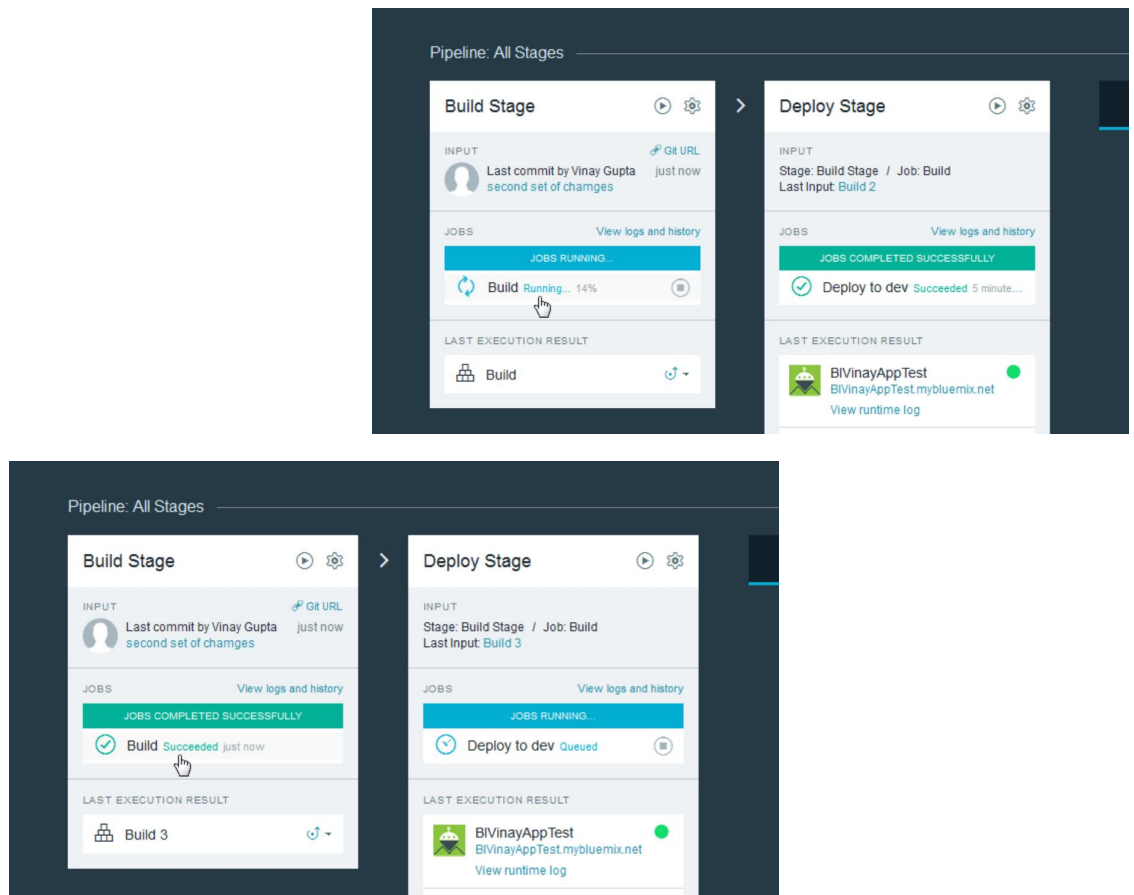 Pipeline: All Stages
Build Stage
INPUT
Git URL
Last commit by Vinay Gupta just now
second set of chamges
JOBS
View logs and history
JOBS RUNNING...
Build Running... 14%
LAST EXECUTION RESULT
Build
Deploy Stage
INPUT
Stage: Build Stage / Job: Build
Last Input: Build 2
JOBS
View logs and history
JOBS COMPLETED SUCCESSFULLY
Deploy to dev Succeeded 5 minute...
LAST EXECUTION RESULT
BIVinayAppTest
BIVinayAppTest.mybluemix.net
View runtime log
Pipeline: All Stages
Build Stage
INPUT
Git URL
Last commit by Vinay Gupta just now
second set of chamges
JOBS
View logs and history
JOBS COMPLETED SUCCESSFULLY
Build Succeeded just now
LAST EXECUTION RESULT
Build 3
Deploy Stage
INPUT
Stage: Build Stage / Job: Build
Last Input: Build 3
JOBS
View logs and history
JOBS RUNNING...
Deploy to dev Queued
LAST EXECUTION RESULT
BIVinayAppTest
BIVinayAppTest.mybluemix.net
View runtime log